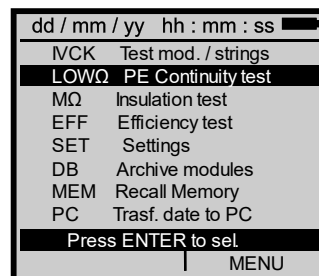 dd / mm / yy hh : mm : ss
IVCK Test mod. / strings
LOWΩ PE Continuity test
MΩ Insulation test
EFF Efficiency test
SET Settings
DB Archive modules
MEM Recall Memory
PC Trasf. date to PC
Press ENTER to sel.
MENU